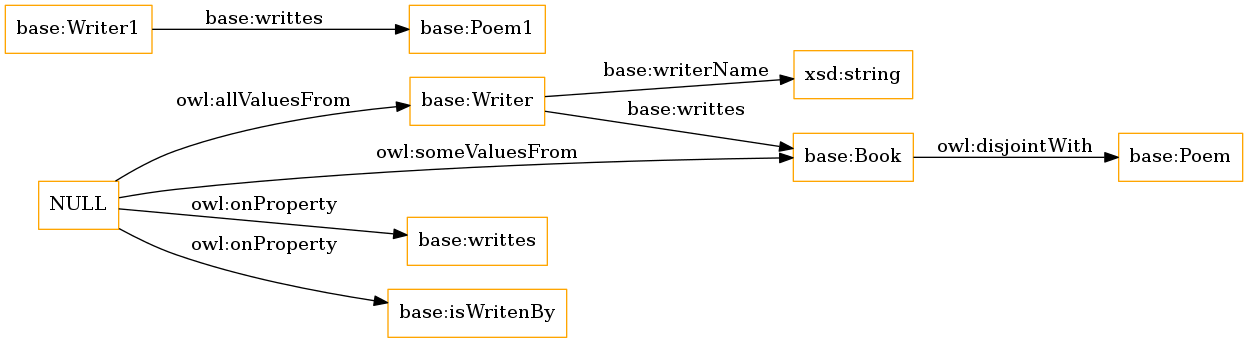 base:Writer1
base:writtes
base:Poem1
base:writerName
xsd:string
owl:allValuesFrom
base:Writer
base:writtes
owl:someValuesFrom
base:Book
owl:disjointWith
base:Poem
NULL
owl:onProperty
base:writtes
owl:onProperty
base:isWritenBy